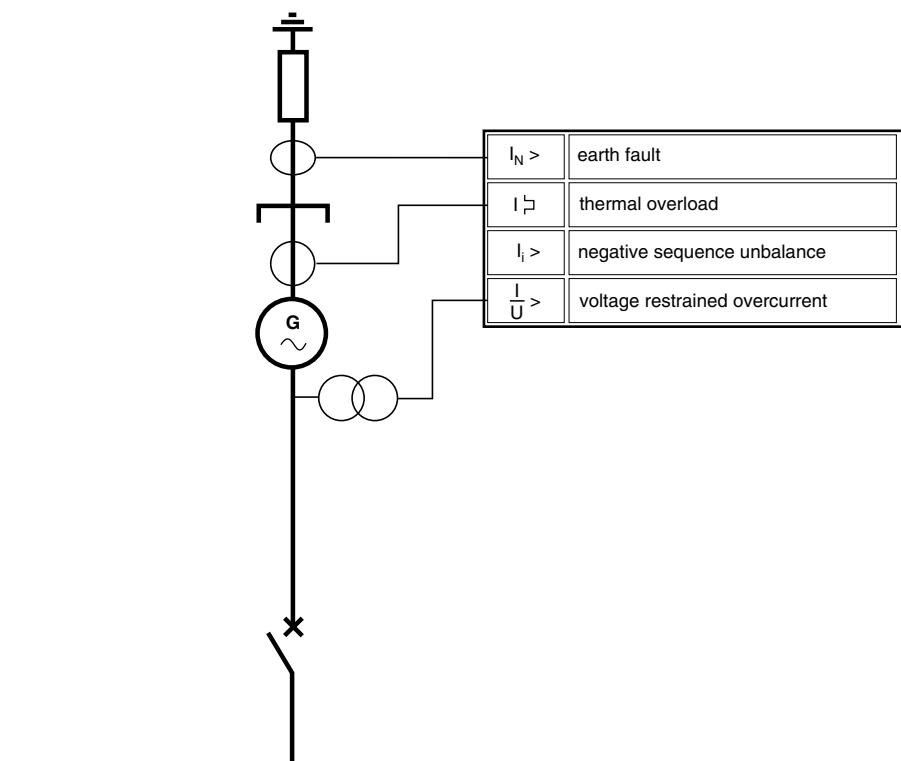 I_N > earth fault
I thermal overload
G
I_i > negative sequence unbalance
I/U > voltage restrained overcurrent